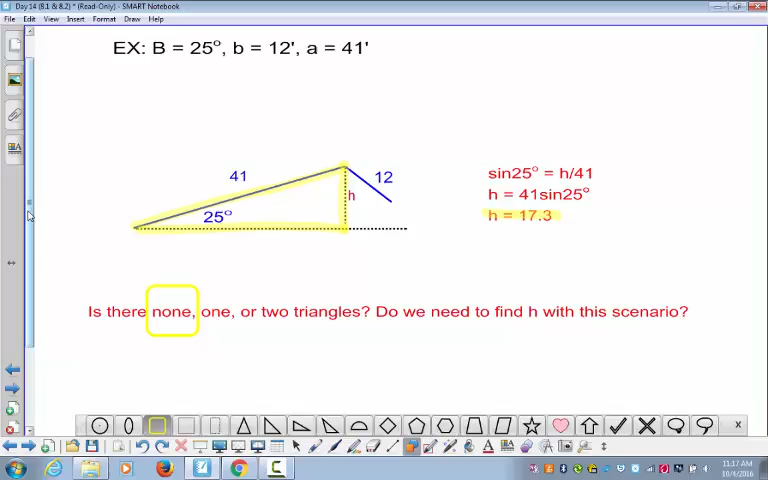 Day 14 (8.1 & 8.2) * (Read-Only) - SMART Notebook
File Edit View Insert Format Draw Help
EX: B = 25°, b = 12', a = 41'
41
12
h
25°
sin25° = h/41
h = 41sin25°
h = 17.3
Is there none, one, or two triangles? Do we need to find h with this scenario?
11:17 AM
10/4/2016